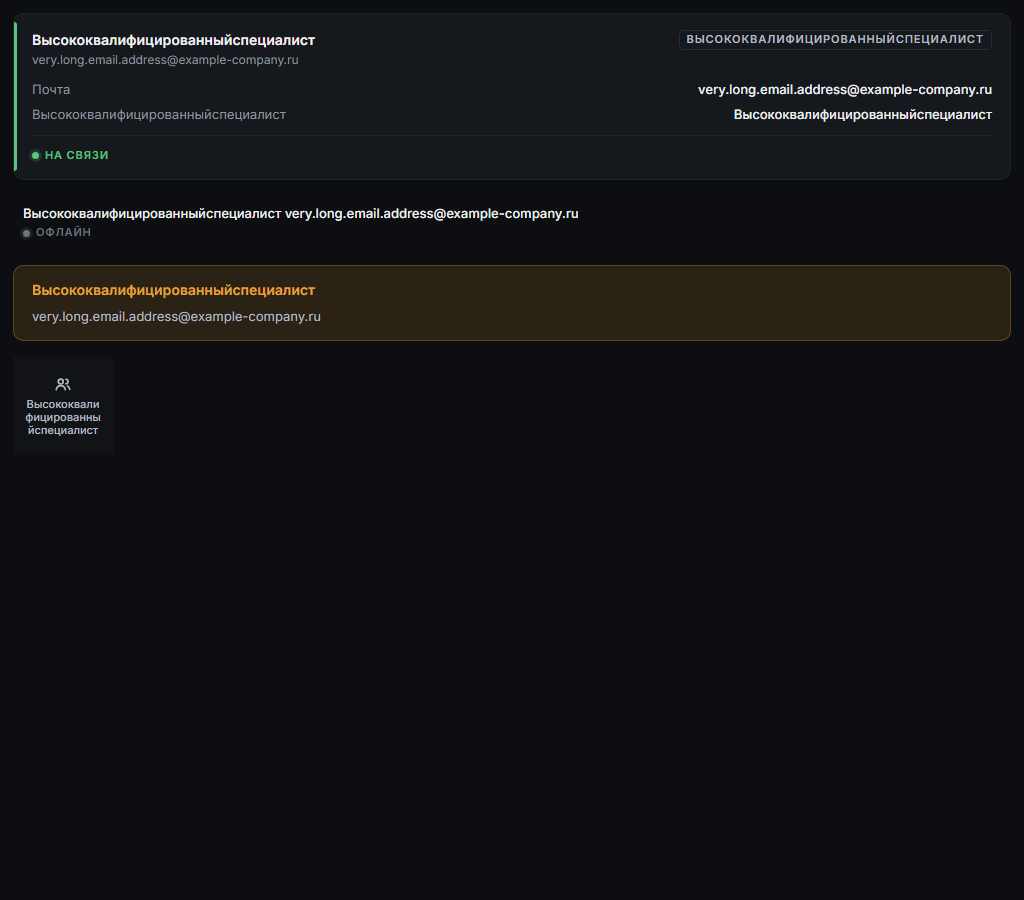 Высококвалифицированныйспециалист ВЫСОКОКВАЛИФИЦИРОВАННЫЙСПЕЦИАЛИСТ
very.long.email.address@example-company.ru
Почта very.long.email.address@example-company.ru
Высококвалифицированныйспециалист Высококвалифицированныйспециалист
НА СВЯЗИ
Высококвалифицированныйспециалист very.long.email.address@example-company.ru
ОФЛАЙН
Высококвалифицированныйспециалист
very.long.email.address@example-company.ru
Высококвали
фицированны
йспециалист